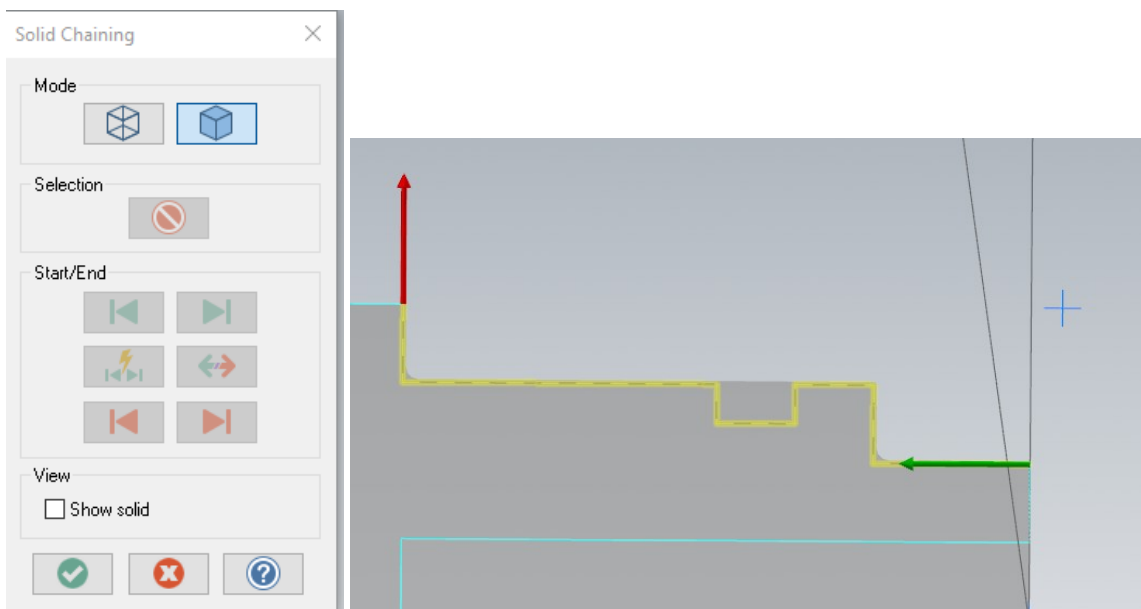 Solid Chaining
Mode
Selection
Start/End
View
Show solid